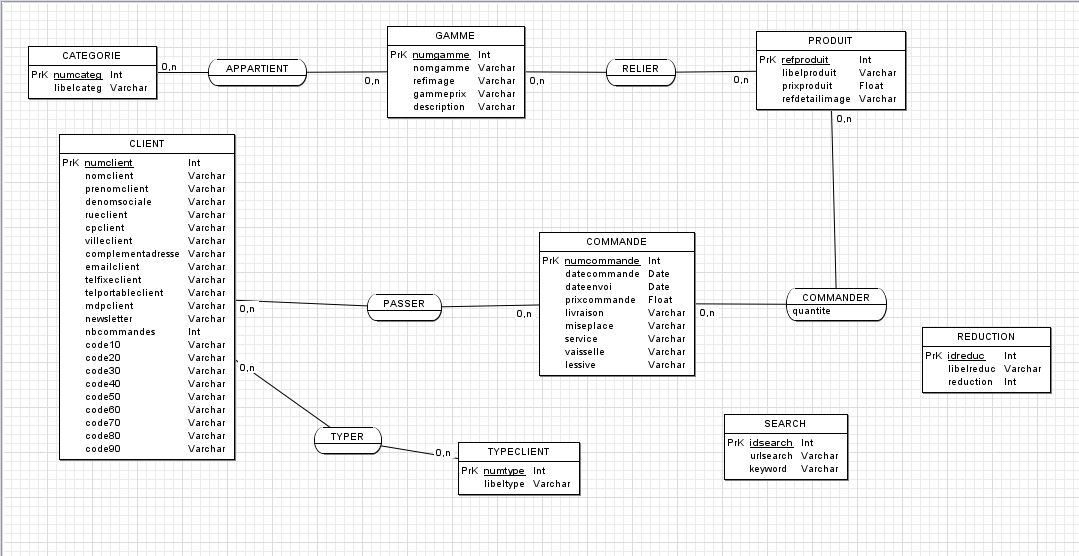 CATEGORIE
PrK numcateg Int
libelcateg Varchar
0,n
APPARTIENT
0,n
GAMME
PrK numgamme Int
nomgamme Varchar
refimage Varchar
gammeprix Varchar
description Varchar
0,n
RELIER
0,n
PRODUIT
PrK refproduit Int
libelproduit Varchar
prixproduit Float
refdetailimage Varchar
0,n
CLIENT
PrK numclient Int
nomclient Varchar
prenomclient Varchar
denomsociale Varchar
rueclient Varchar
cpclient Varchar
villeclient Varchar
complementadresse Varchar
emailclient Varchar
telfixeclient Varchar
telportableclient Varchar
mdpclient Varchar
newsletter Varchar
nbcommandes Int
code10 Varchar
code20 Varchar
code30 Varchar
code40 Varchar
code50 Varchar
code60 Varchar
code70 Varchar
code80 Varchar
code90 Varchar
0,n
PASSER
0,n
COMMANDE
PrK numcommande Int
datecommande Date
dateenvoi Date
prixcommande Float
livraison Varchar
miseplace Varchar
service Varchar
vaisselle Varchar
lessive Varchar
0,n
COMMANDER
quantite
REDUCTION
PrK idreduc Int
libelreduc Varchar
reduction Int
0,n
TYPER
0,n
TYPECLIENT
PrK numtype Int
libeltype Varchar
SEARCH
PrK idsearch Int
urlsearch Varchar
keyword Varchar